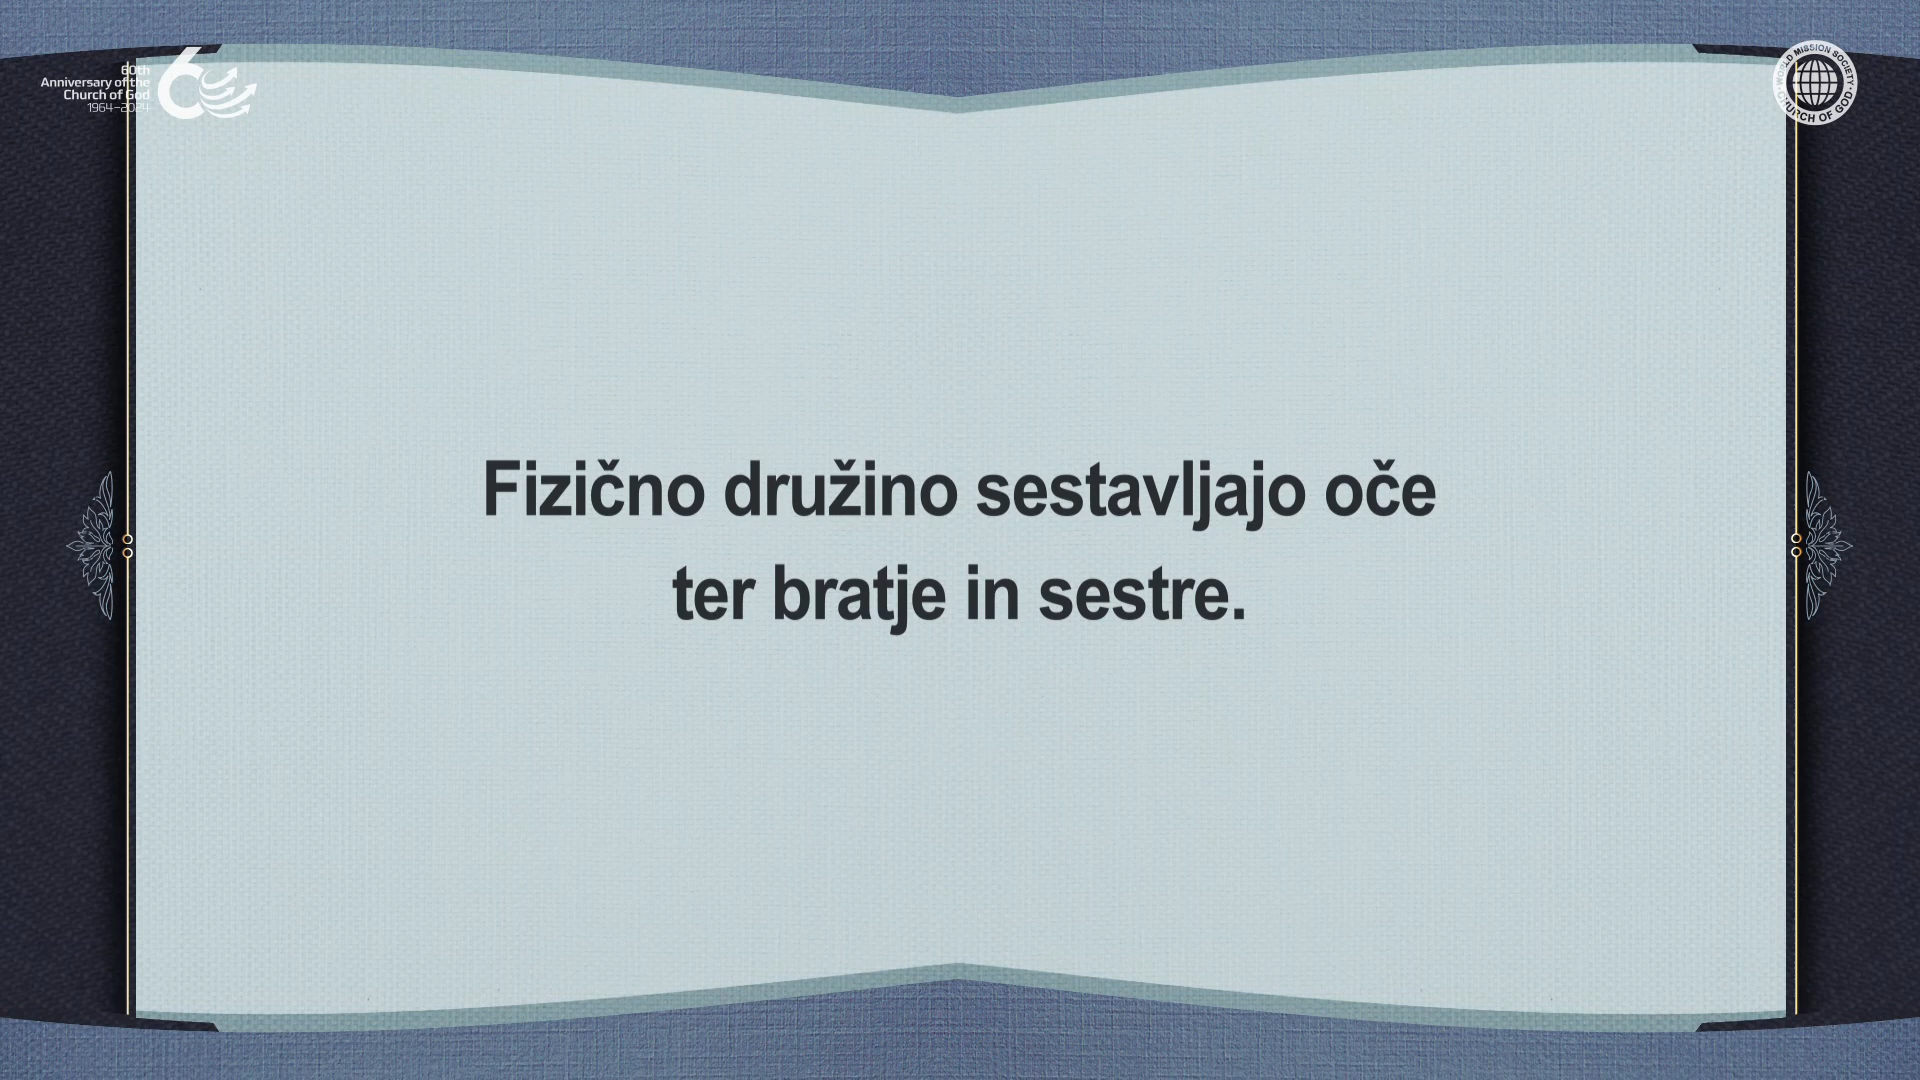 60th
Anniversary of the
Church of God
1964–2024
60
WORLD MISSION SOCIETY
CHURCH OF GOD
Fizično družino sestavljajo oče
ter bratje in sestre.